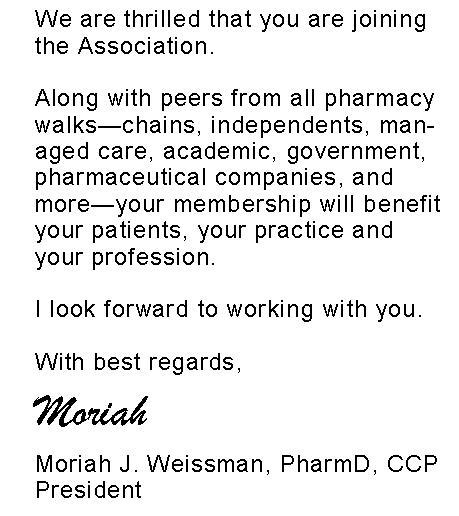 We are thrilled that you are joining
the Association.
Along with peers from all pharmacy
walks—chains, independents, man-
aged care, academic, government,
pharmaceutical companies, and
more—your membership will benefit
your patients, your practice and
your profession.
I look forward to working with you.
With best regards,
Moriah
Moriah J. Weissman, PharmD, CCP
President